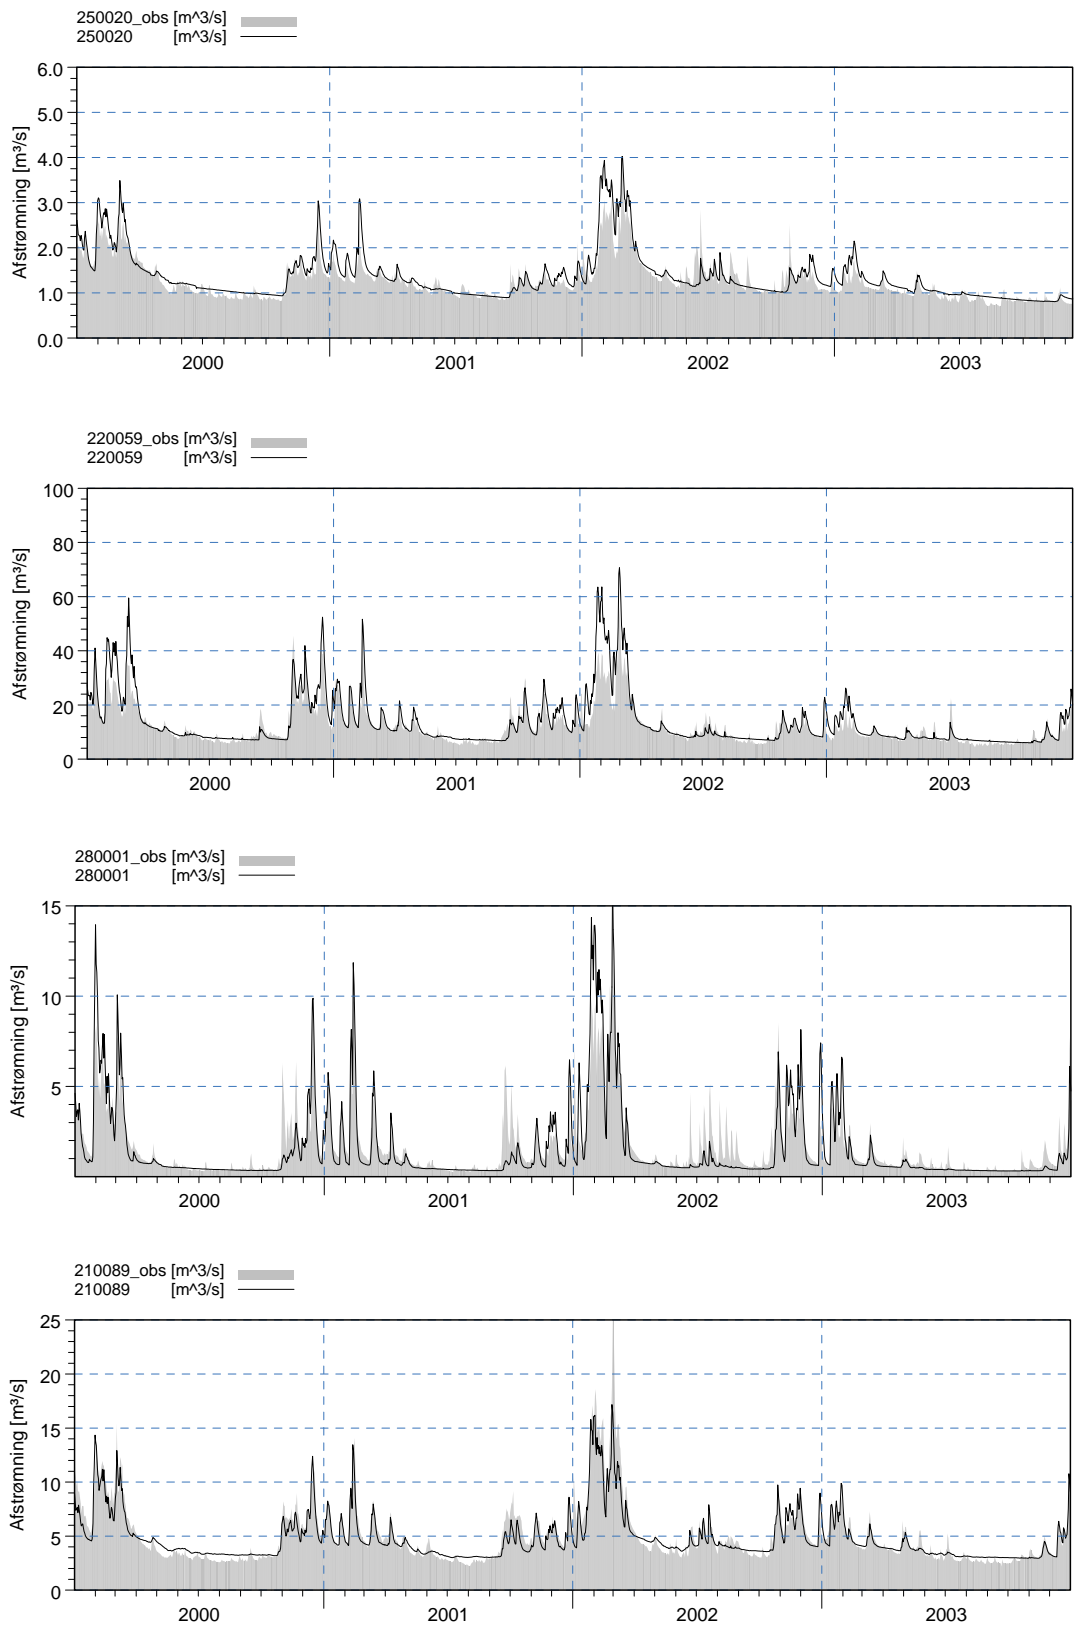 250020_obs [m^3/s]
250020 [m^3/s]
6.0
5.0
4.0
3.0
2.0
1.0
0.0
Afstrømning [m³/s]
2000 2001 2002 2003
220059_obs [m^3/s]
220059 [m^3/s]
100
80
60
40
20
0
Afstrømning [m³/s]
2000 2001 2002 2003
280001_obs [m^3/s]
280001 [m^3/s]
15
10
5
Afstrømning [m³/s]
2000 2001 2002 2003
210089_obs [m^3/s]
210089 [m^3/s]
25
20
15
10
5
0
Afstrømning [m³/s]
2000 2001 2002 2003